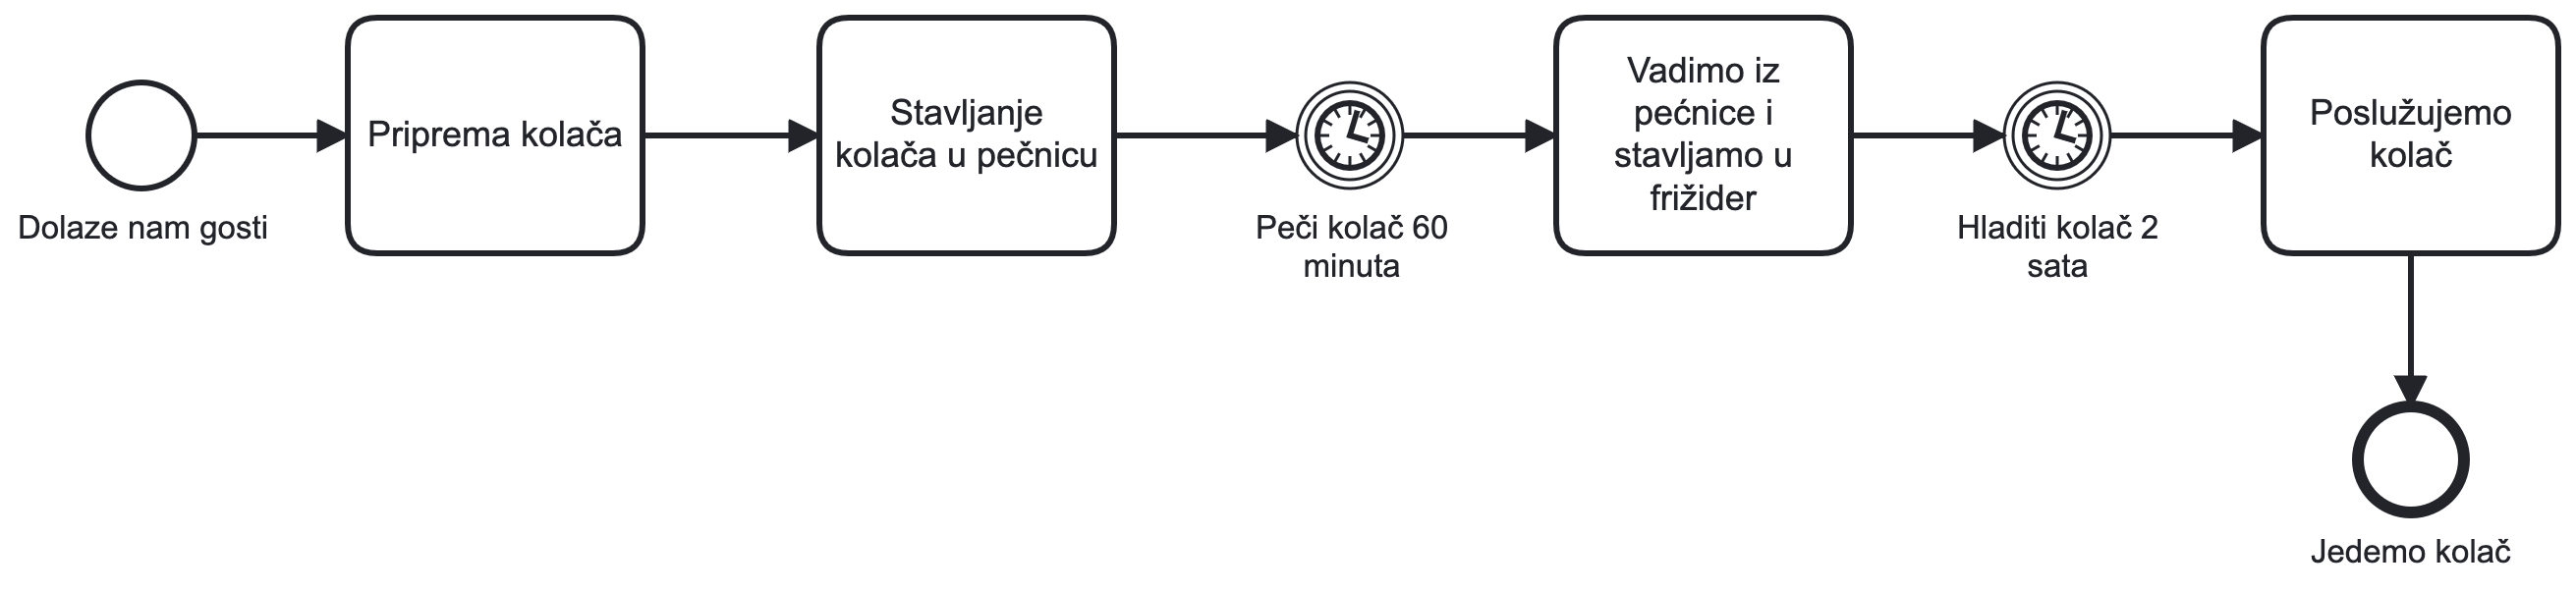 Dolaze nam gosti
Priprema kolača
Stavljanje
kolača u pečnicu
Peči kolač 60
minuta
Vadimo iz
pećnice i
stavljamo u
frižider
Hladiti kolač 2
sata
Poslužujemo
kolač
Jedemo kolač